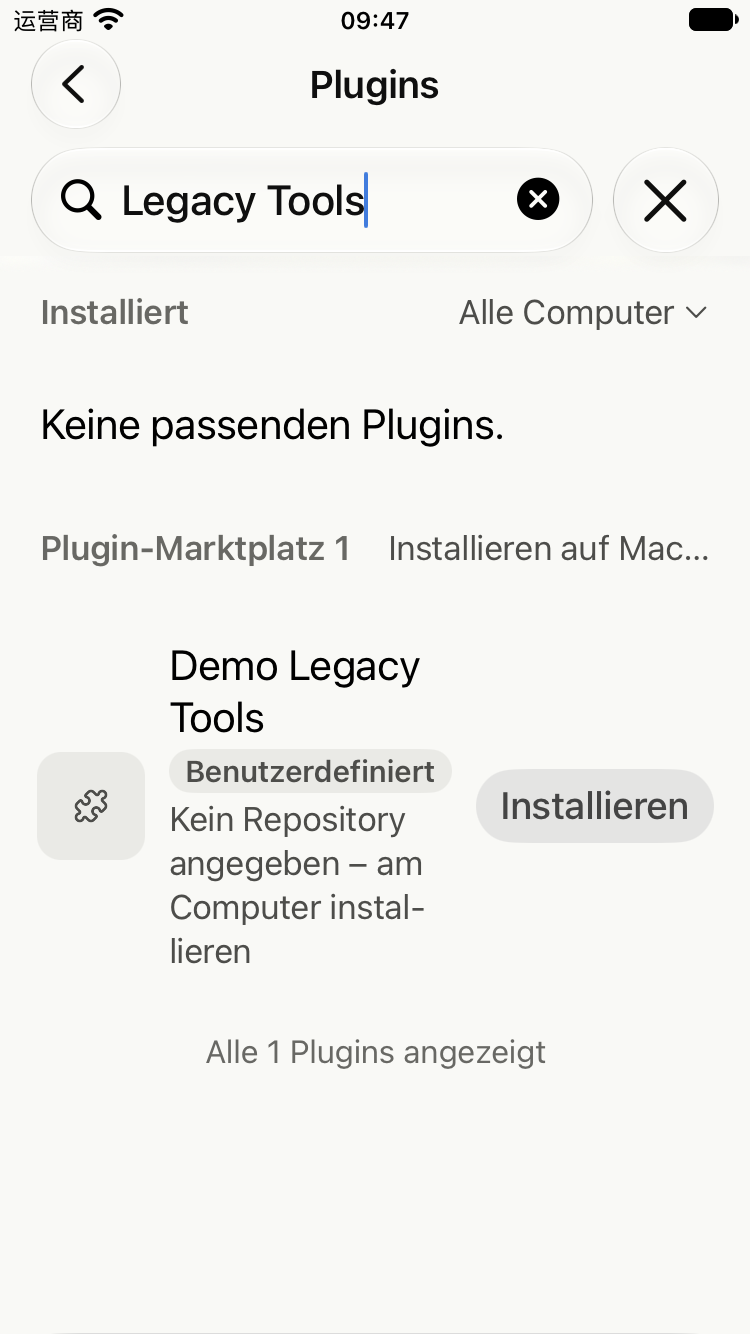 运营商
09:47
Plugins
Legacy Tools
Installiert
Alle Computer
Keine passenden Plugins.
Plugin-Marktplatz 1
Installieren auf Mac...
Demo Legacy
Tools
Benutzerdefiniert
Kein Repository
angegeben – am
Computer instal-
lieren
Installieren
Alle 1 Plugins angezeigt